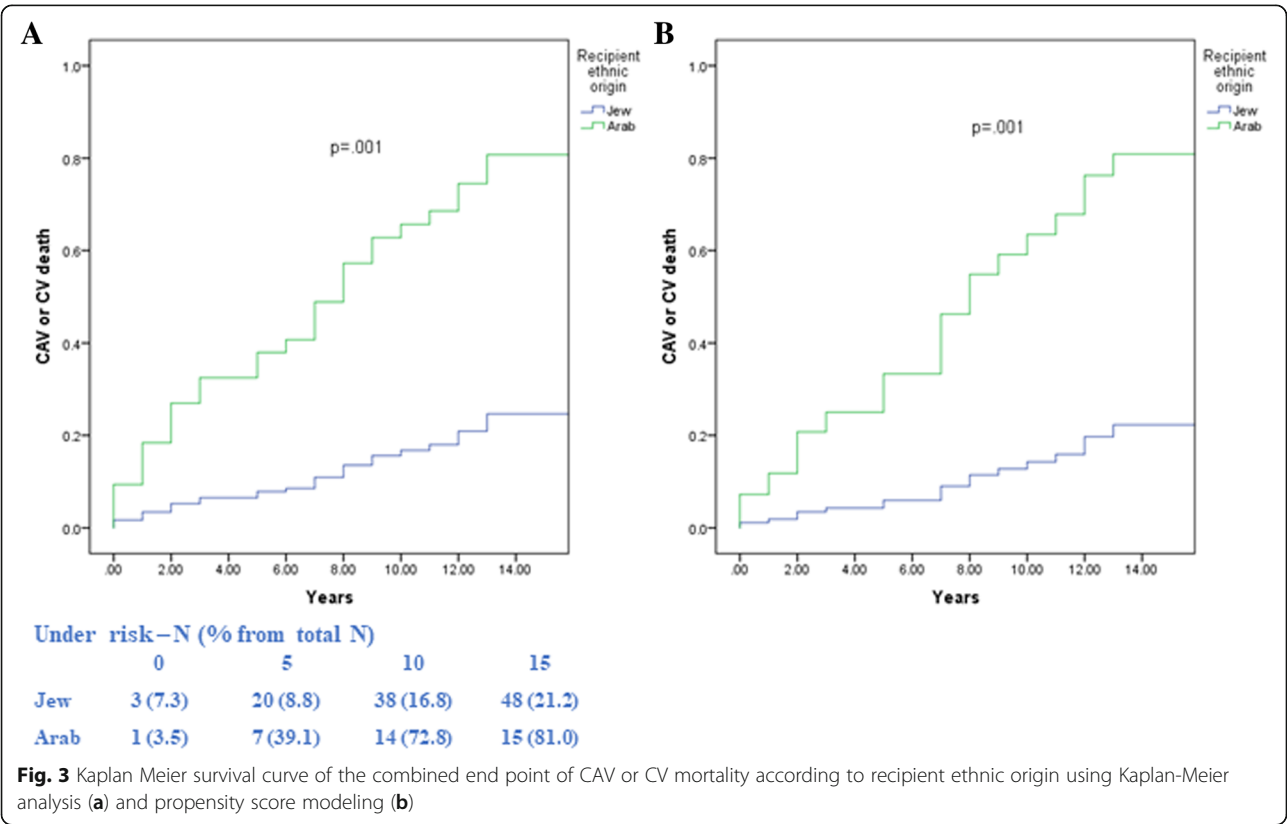 A
Recipient
ethnic
origin
Jew
Arab
p=.001
CAV or CV death
1.0
0.8
0.6
0.4
0.2
0.0
.00 2.00 4.00 6.00 8.00 10.00 12.00 14.00
Years
B
Recipient
ethnic
origin
Jew
Arab
p=.001
CAV or CV death
1.0
0.8
0.6
0.4
0.2
0.0
.00 2.00 4.00 6.00 8.00 10.00 12.00 14.00
Years
Under risk–N (% from total N)
0 5 10 15
Jew 3 (7.3) 20 (8.8) 38 (16.8) 48 (21.2)
Arab 1 (3.5) 7 (39.1) 14 (72.8) 15 (81.0)
Fig. 3 Kaplan Meier survival curve of the combined end point of CAV or CV mortality according to recipient ethnic origin using Kaplan-Meier
analysis (a) and propensity score modeling (b)